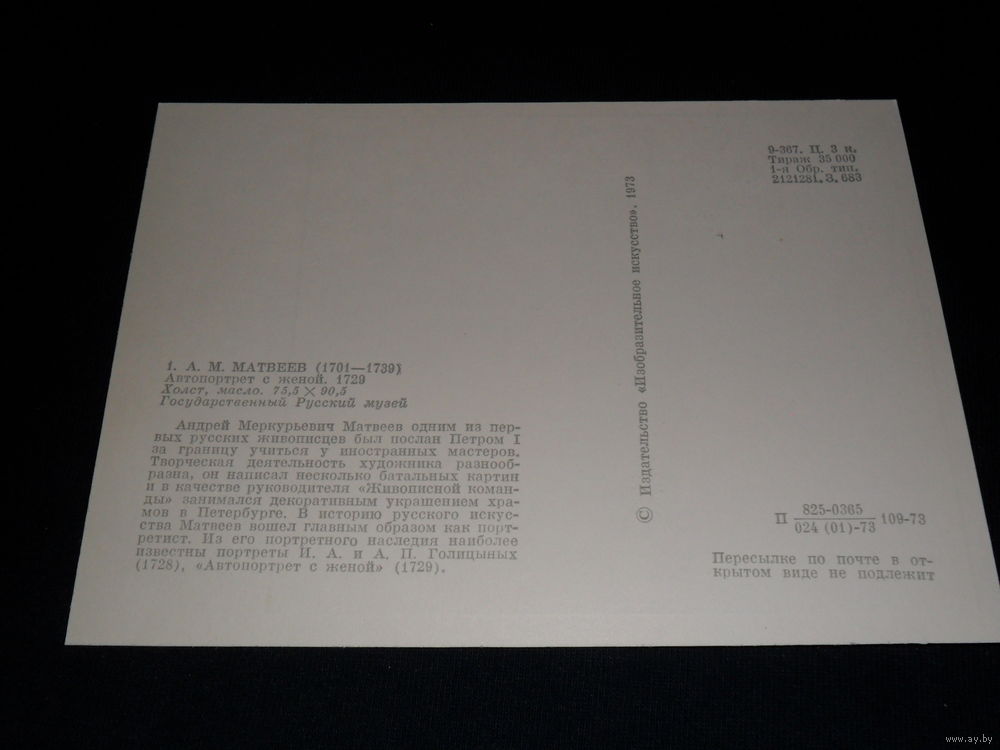 1. А. М. МАТВЕЕВ (1701—1739)
Автопортрет с женой. 1729
Холст, масло. 75,5 × 90,5
Государственный Русский музей
Андрей Меркурьевич Матвеев одним из пер-
вых русских живописцев был послан Петром I
за границу учиться у иностранных мастеров.
Творческая деятельность художника разнооб-
разна, он написал несколько батальных картин
и в качестве руководителя «Живописной коман-
ды» занимался декоративным украшением хра-
мов в Петербурге. В историю русского искус-
ства Матвеев вошел главным образом как порт-
ретист. Из его портретного наследия наиболее
известны портреты И. А. и А. П. Голицыных
(1728), «Автопортрет с женой» (1729).
© Издательство «Изобразительное искусство». 1973
9-367. Ц. 3 к.
Тираж 35 000
1-я Обр. тип.
2121281. З. 683
П 825-0365
024 (01)-73 109-73
Пересылке по почте в от-
крытом виде не подлежит
www.ay.by